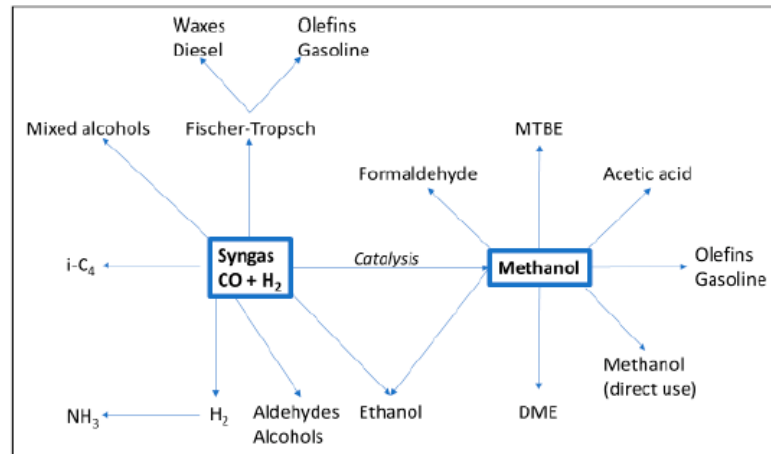 Waxes
Diesel
Olefins
Gasoline
Mixed alcohols
Fischer-Tropsch
MTBE
Formaldehyde
Acetic acid
i-C₄
Syngas
CO + H₂
Catalysis
Methanol
Olefins
Gasoline
Methanol
(direct use)
NH₃
H₂
Aldehydes
Alcohols
Ethanol
DME